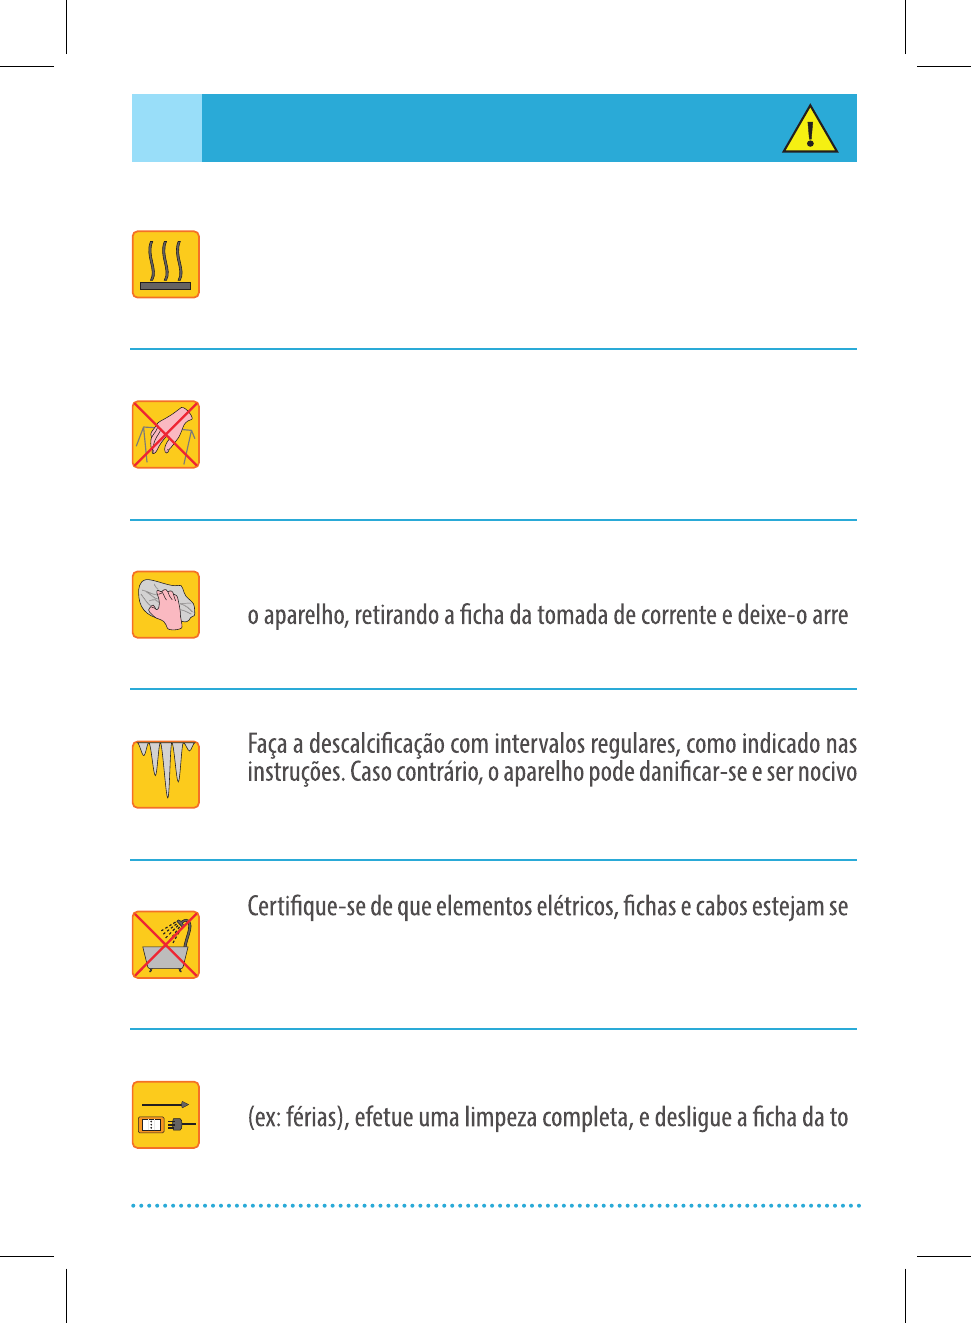 !
o aparelho, retirando a ficha da tomada de corrente e deixe-o arre
Faça a descalcificação com intervalos regulares, como indicado nas
instruções. Caso contrário, o aparelho pode danificar-se e ser nocivo
Certifique-se de que elementos elétricos, fichas e cabos estejam se
(ex: férias), efetue uma limpeza completa, e desligue a ficha da to